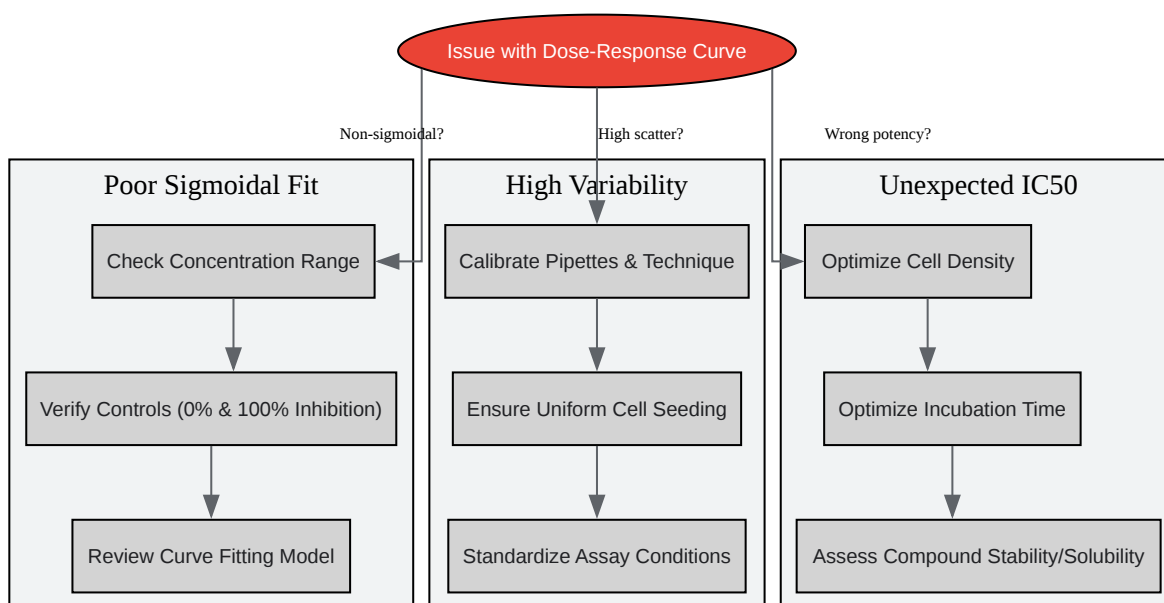 Issue with Dose-Response Curve
Non-sigmoidal?
High scatter?
Wrong potency?
Poor Sigmoidal Fit
High Variability
Unexpected IC50
Check Concentration Range
Calibrate Pipettes & Technique
Optimize Cell Density
Verify Controls (0% & 100% Inhibition)
Ensure Uniform Cell Seeding
Optimize Incubation Time
Review Curve Fitting Model
Standardize Assay Conditions
Assess Compound Stability/Solubility